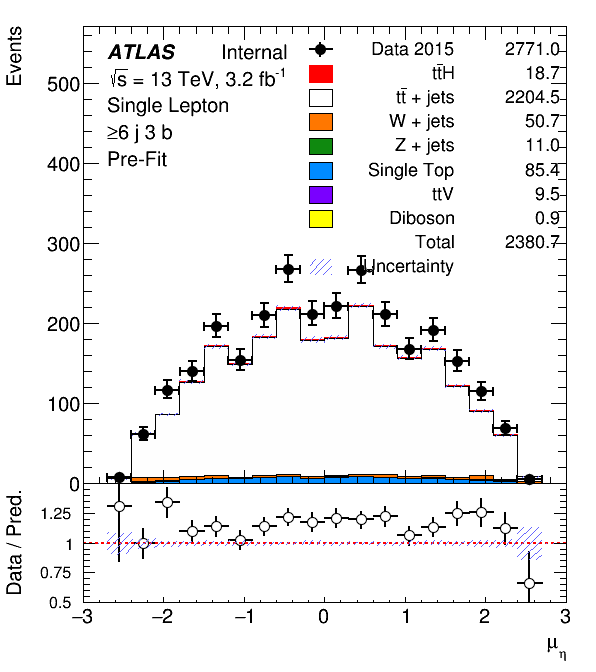 Events
ATLAS Internal
√s = 13 TeV, 3.2 fb⁻¹
Single Lepton
≥6 j 3 b
Pre-Fit
Data 2015 2771.0
tt̄H 18.7
tt̄ + jets 2204.5
W + jets 50.7
Z + jets 11.0
Single Top 85.4
ttV 9.5
Diboson 0.9
Total 2380.7
Uncertainty
500
400
300
200
100
0
Data / Pred.
1.25
1
0.75
0.5
−3 −2 −1 0 1 2 3
μ_η